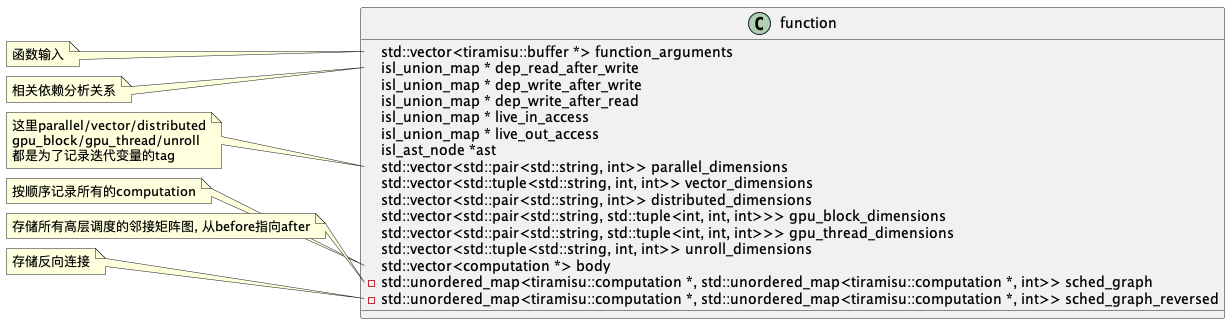 C function
函数输入
相关依赖分析关系
这里parallel/vector/distributed
gpu_block/gpu_thread/unroll
都是为了记录迭代变量的tag
按顺序记录所有的computation
存储所有高层调度的邻接矩阵图, 从before指向after
存储反向连接
std::vector<tiramisu::buffer *> function_arguments
isl_union_map * dep_read_after_write
isl_union_map * dep_write_after_write
isl_union_map * dep_write_after_read
isl_union_map * live_in_access
isl_union_map * live_out_access
isl_ast_node *ast
std::vector<std::pair<std::string, int>> parallel_dimensions
std::vector<std::tuple<std::string, int, int>> vector_dimensions
std::vector<std::pair<std::string, int>> distributed_dimensions
std::vector<std::pair<std::string, std::tuple<int, int, int>>> gpu_block_dimensions
std::vector<std::pair<std::string, std::tuple<int, int, int>>> gpu_thread_dimensions
std::vector<std::tuple<std::string, int, int>> unroll_dimensions
std::vector<computation *> body
std::unordered_map<tiramisu::computation *, std::unordered_map<tiramisu::computation *, int>> sched_graph
std::unordered_map<tiramisu::computation *, std::unordered_map<tiramisu::computation *, int>> sched_graph_reversed